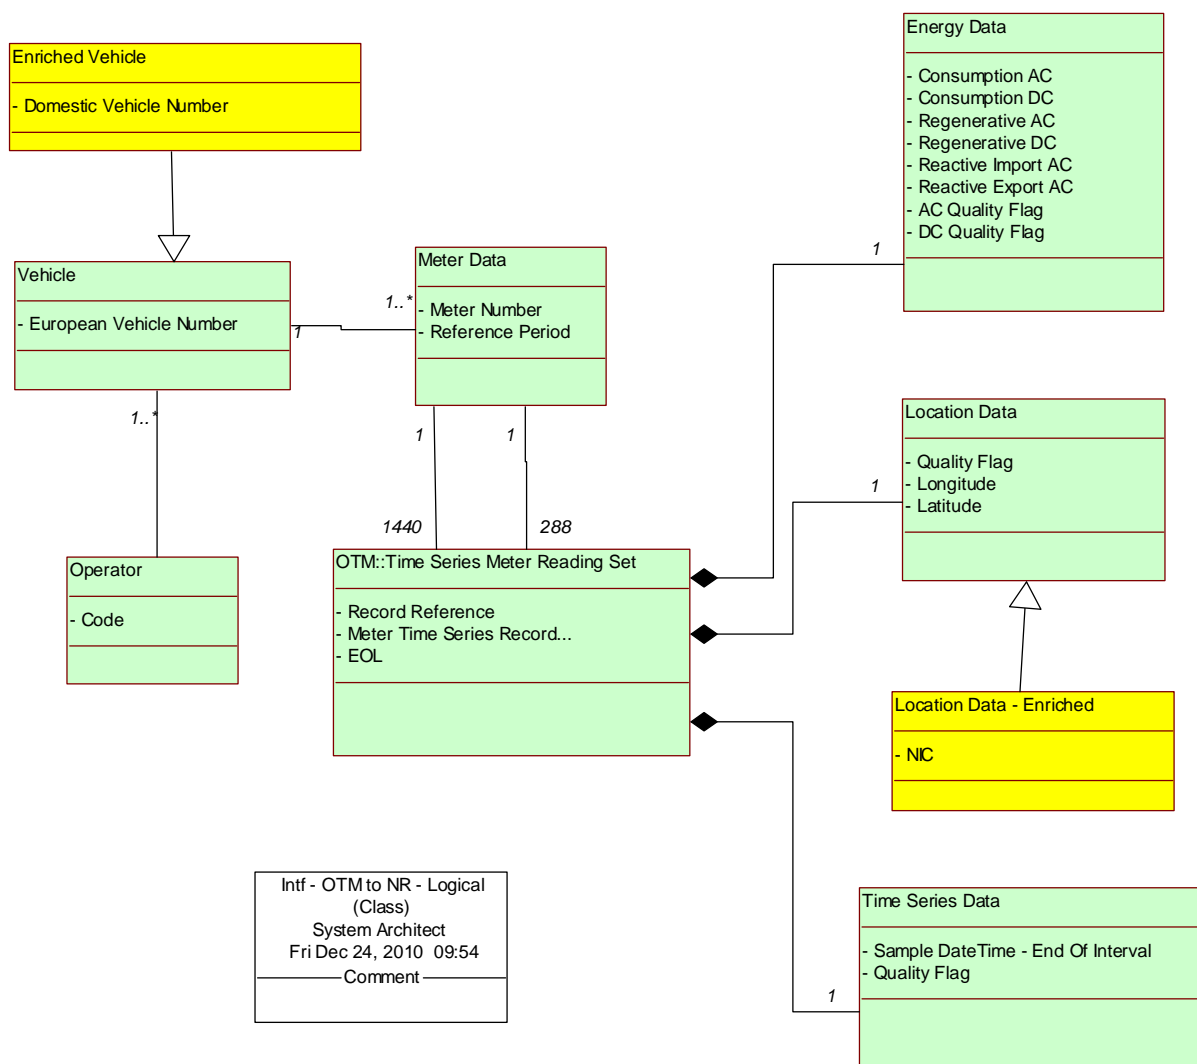 Enriched Vehicle
- Domestic Vehicle Number
Vehicle
- European Vehicle Number
1
1..*
Meter Data
- Meter Number
- Reference Period
1..*
Operator
- Code
1
1
1440
288
OTM::Time Series Meter Reading Set
- Record Reference
- Meter Time Series Record...
- EOL
Energy Data
- Consumption AC
- Consumption DC
- Regenerative AC
- Regenerative DC
- Reactive Import AC
- Reactive Export AC
- AC Quality Flag
- DC Quality Flag
1
Location Data
- Quality Flag
- Longitude
- Latitude
1
Location Data - Enriched
- NIC
Time Series Data
- Sample DateTime - End Of Interval
- Quality Flag
1
Intf - OTM to NR - Logical
(Class)
System Architect
Fri Dec 24, 2010 09:54
Comment